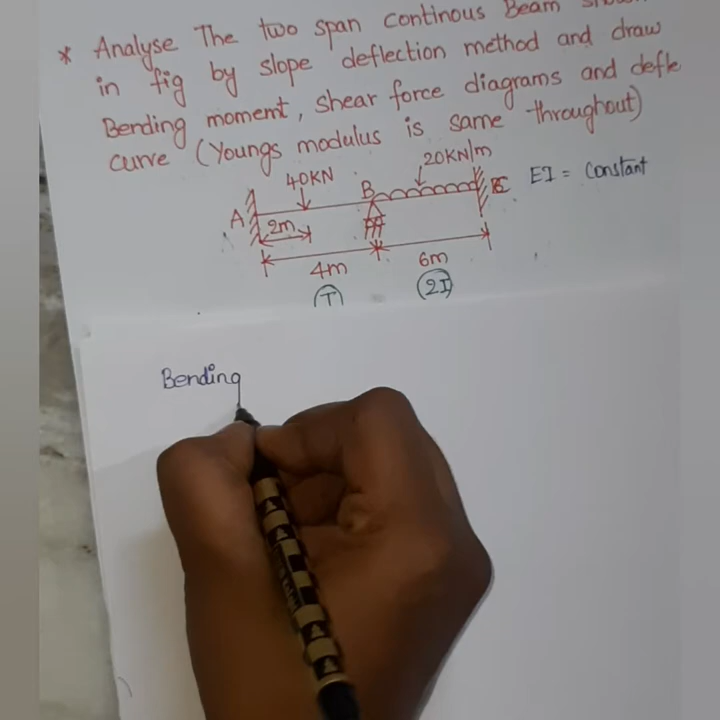 * Analyse The two span continous Beam
in fig by slope deflection method and draw
Bending moment, shear force diagrams and defle
curve (Youngs modulus is same throughout)
40KN
20KN/m
A
B
C
EI = Constant
2m
4m
6m
I
2I
Bending